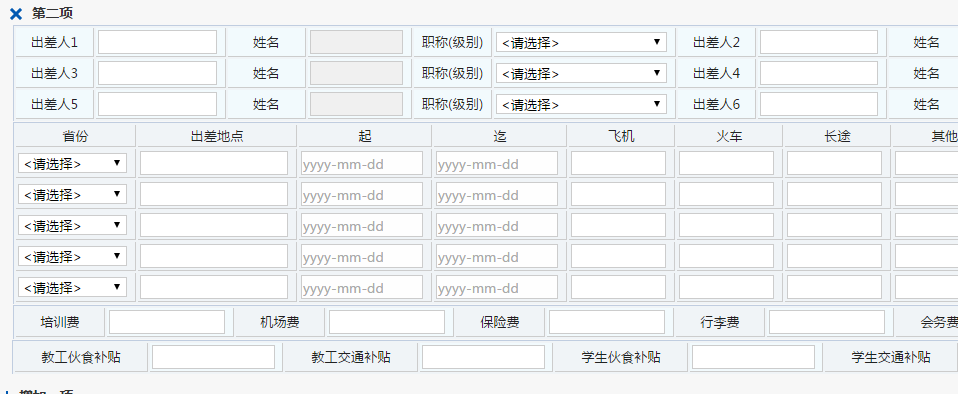 第二项
出差人1 姓名 职称(级别) <请选择> 出差人2 姓名
出差人3 姓名 职称(级别) <请选择> 出差人4 姓名
出差人5 姓名 职称(级别) <请选择> 出差人6 姓名
省份 出差地点 起 迄 飞机 火车 长途 其他
<请选择> yyyy-mm-dd yyyy-mm-dd
<请选择> yyyy-mm-dd yyyy-mm-dd
<请选择> yyyy-mm-dd yyyy-mm-dd
<请选择> yyyy-mm-dd yyyy-mm-dd
<请选择> yyyy-mm-dd yyyy-mm-dd
培训费 机场费 保险费 行李费 会务费
教工伙食补贴 教工交通补贴 学生伙食补贴 学生交通补贴